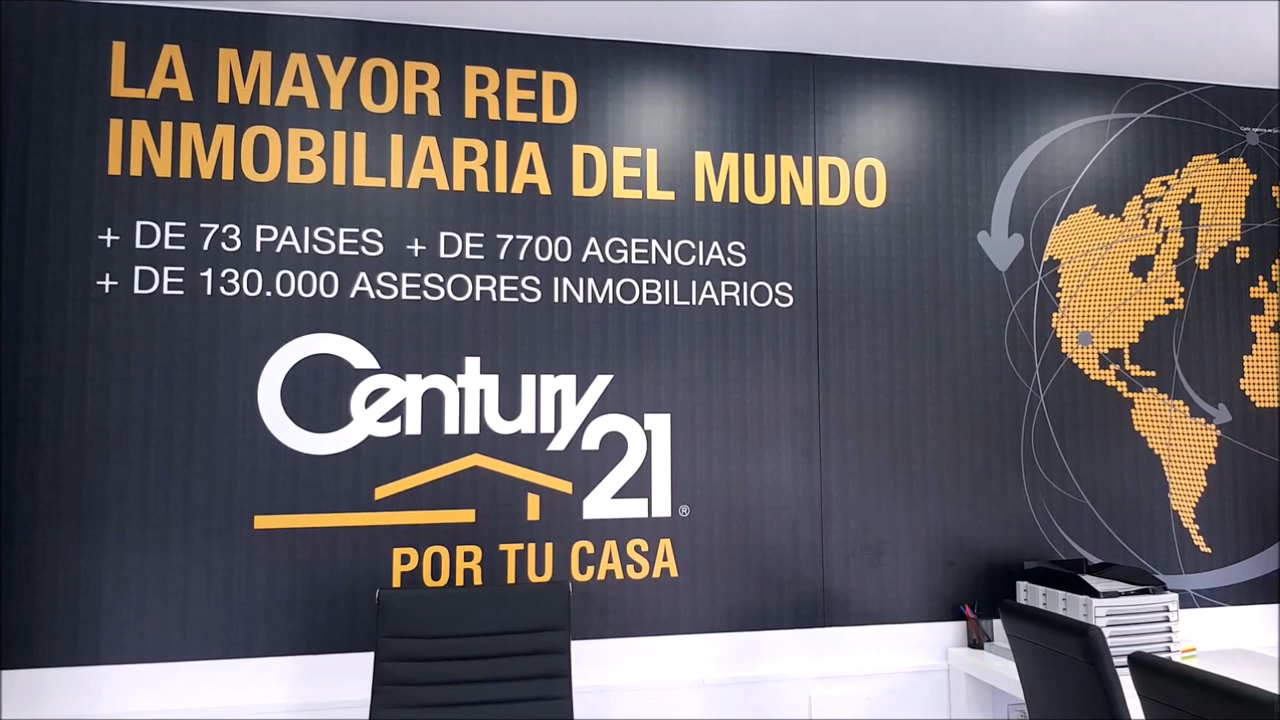 LA MAYOR RED
INMOBILIARIA DEL MUNDO
+ DE 73 PAISES + DE 7700 AGENCIAS
+ DE 130.000 ASESORES INMOBILIARIOS
Century
21®
POR TU CASA